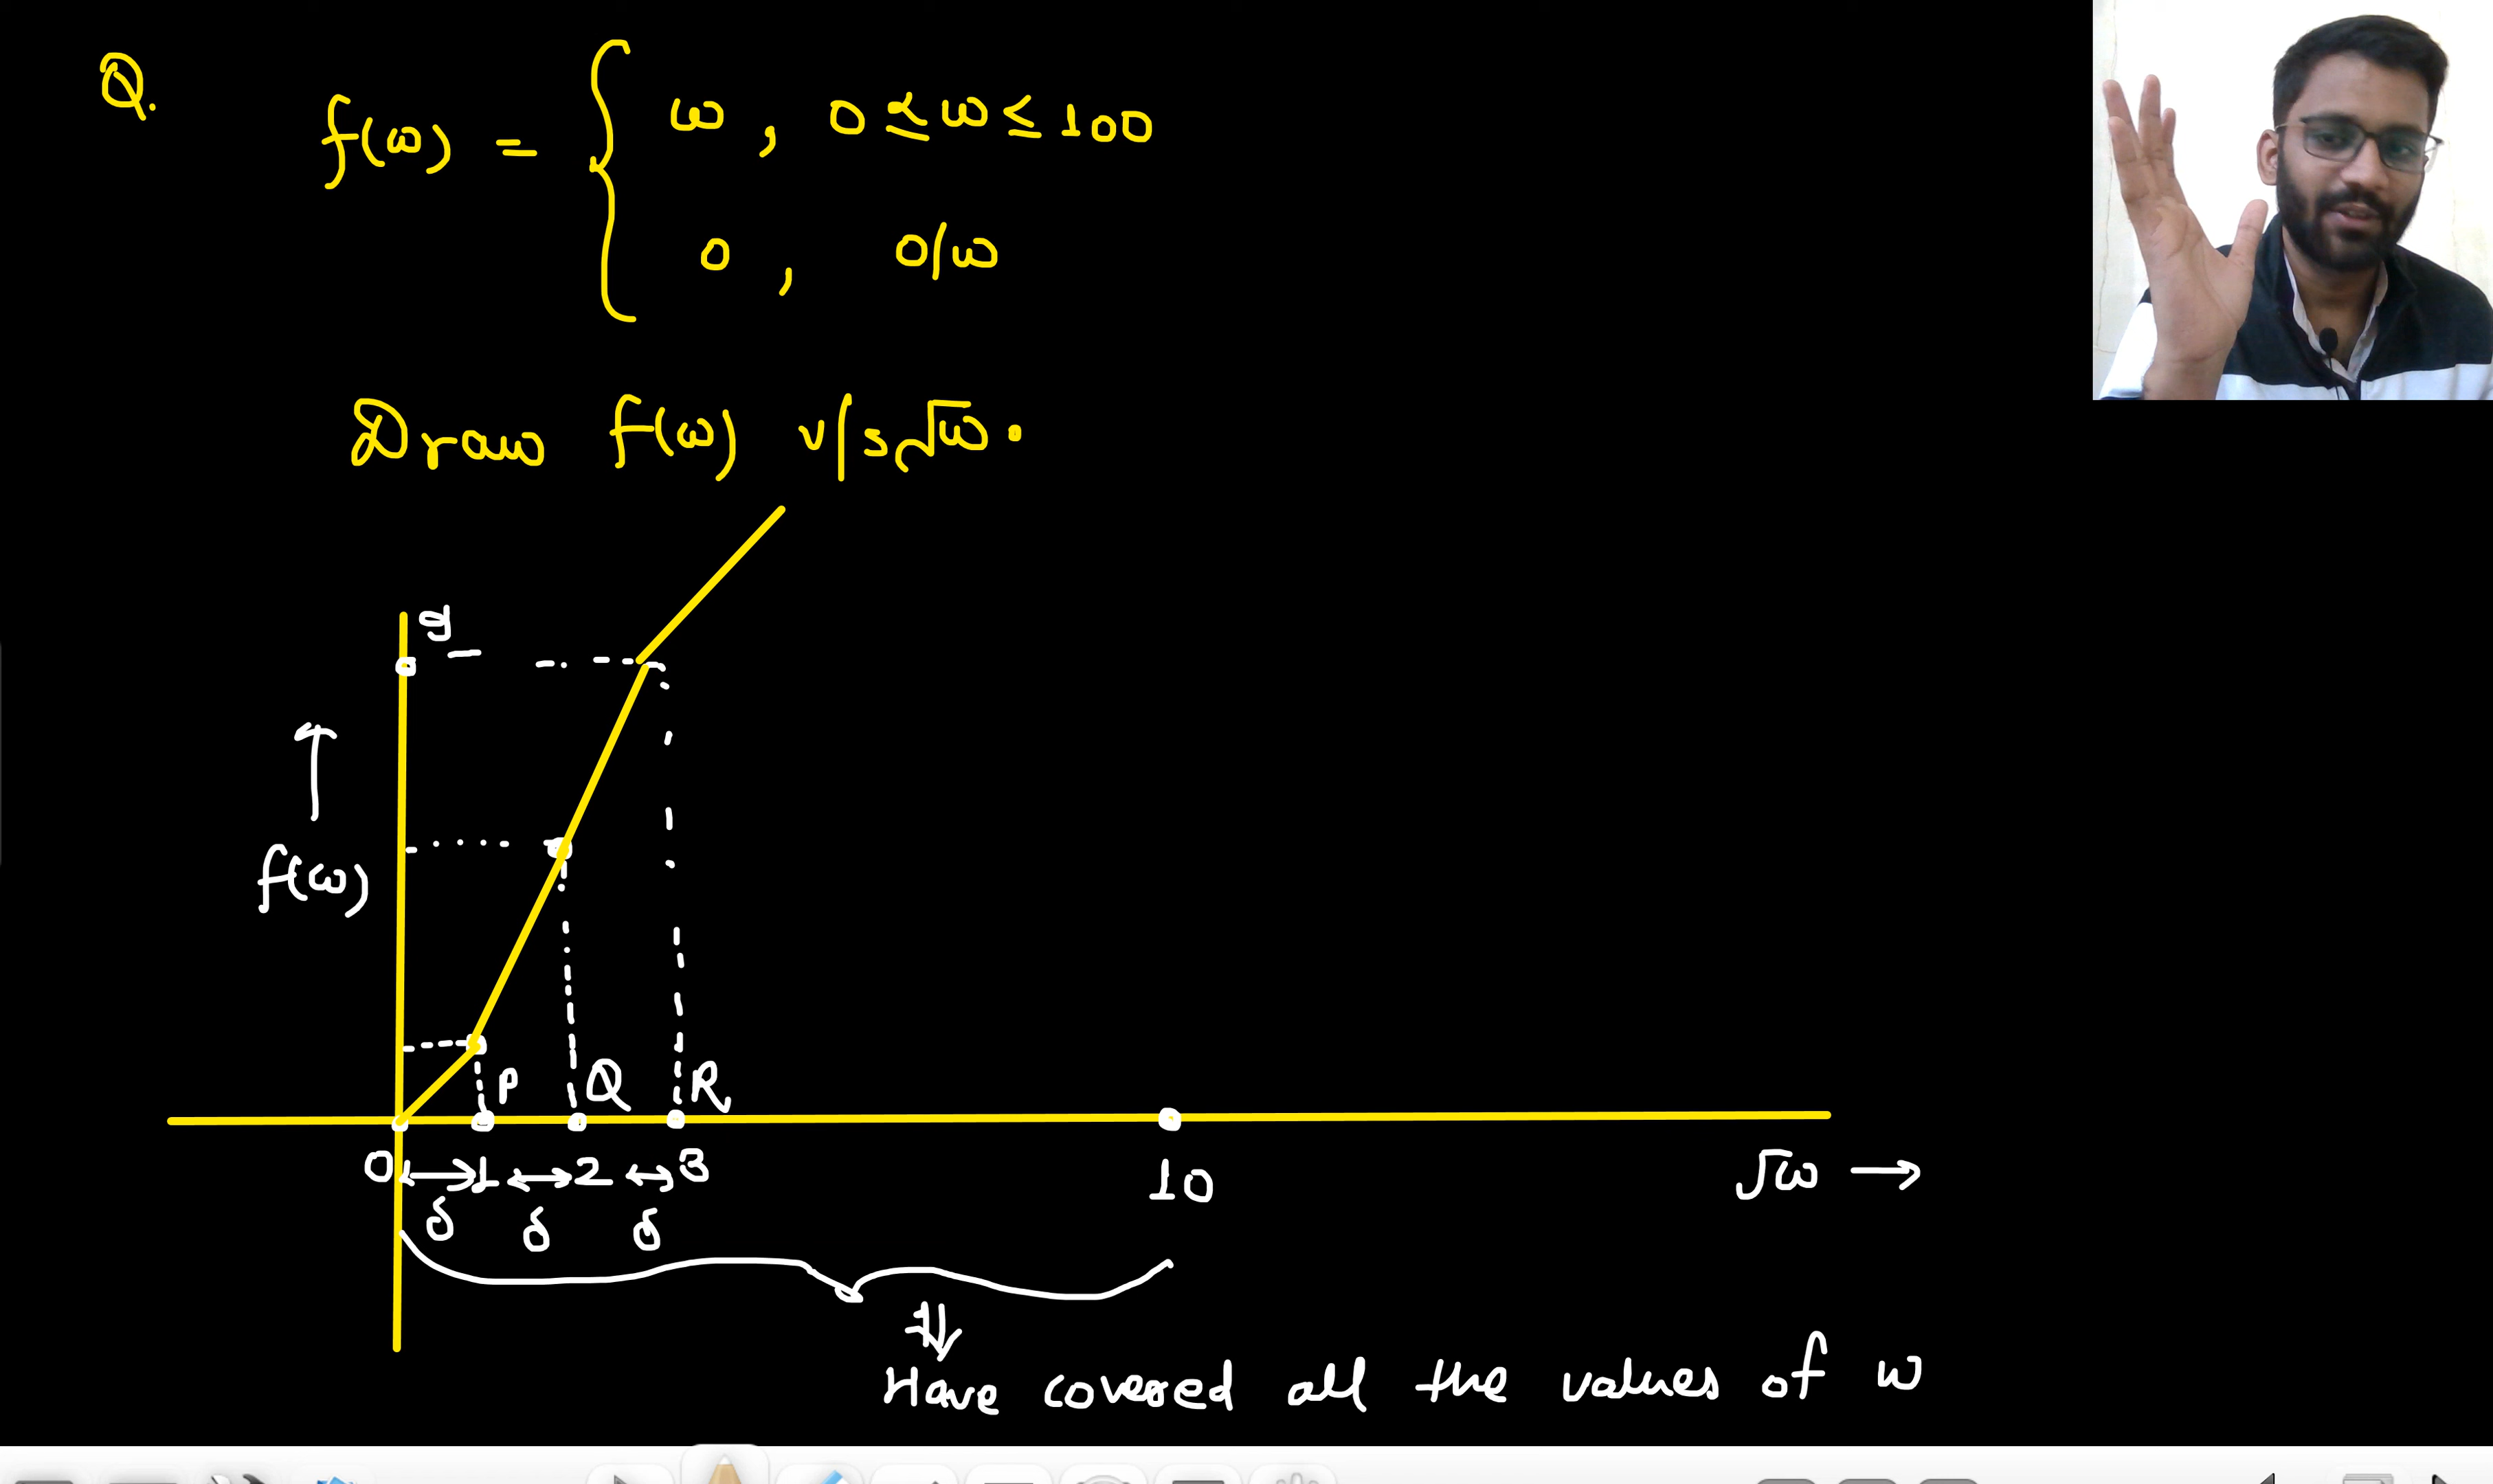 Q.
f(ω) = { ω , 0 ≤ ω ≤ 100
0 , o/ω
Draw f(ω) v/s √ω .
y
↑
f(ω)
P Q R
0 1 2 3 10 √ω →
δ δ δ
⇓
Have covered all the values of ω